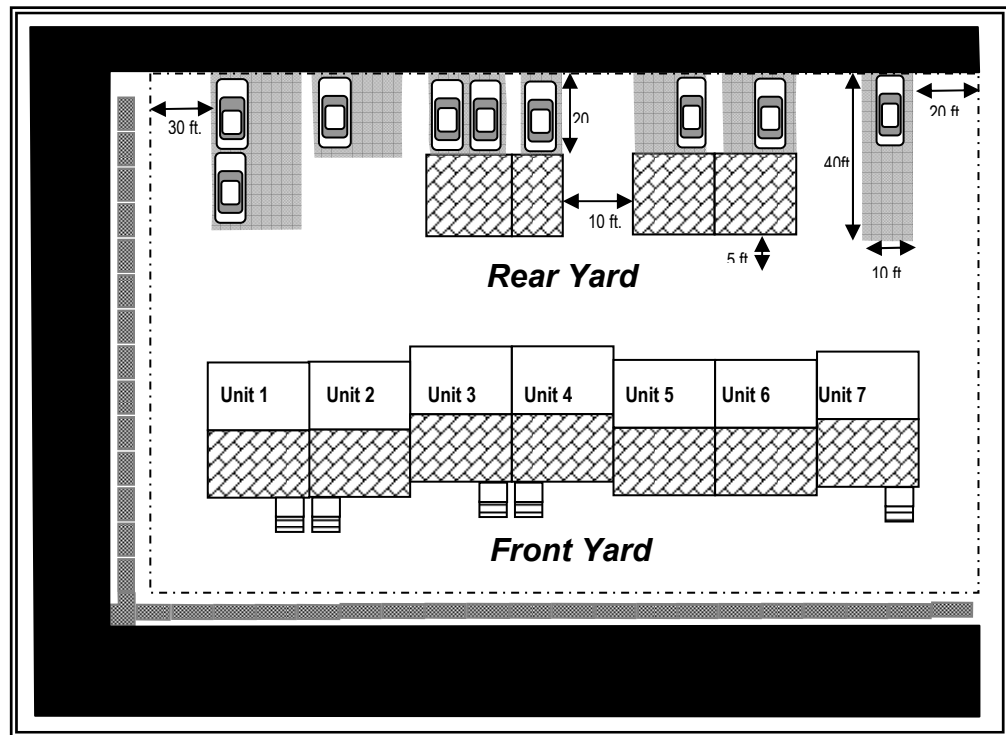 20
30 ft.
20 ft.
40ft
10 ft.
5 ft
10 ft
Rear Yard
Unit 1
Unit 2
Unit 3
Unit 4
Unit 5
Unit 6
Unit 7
Front Yard